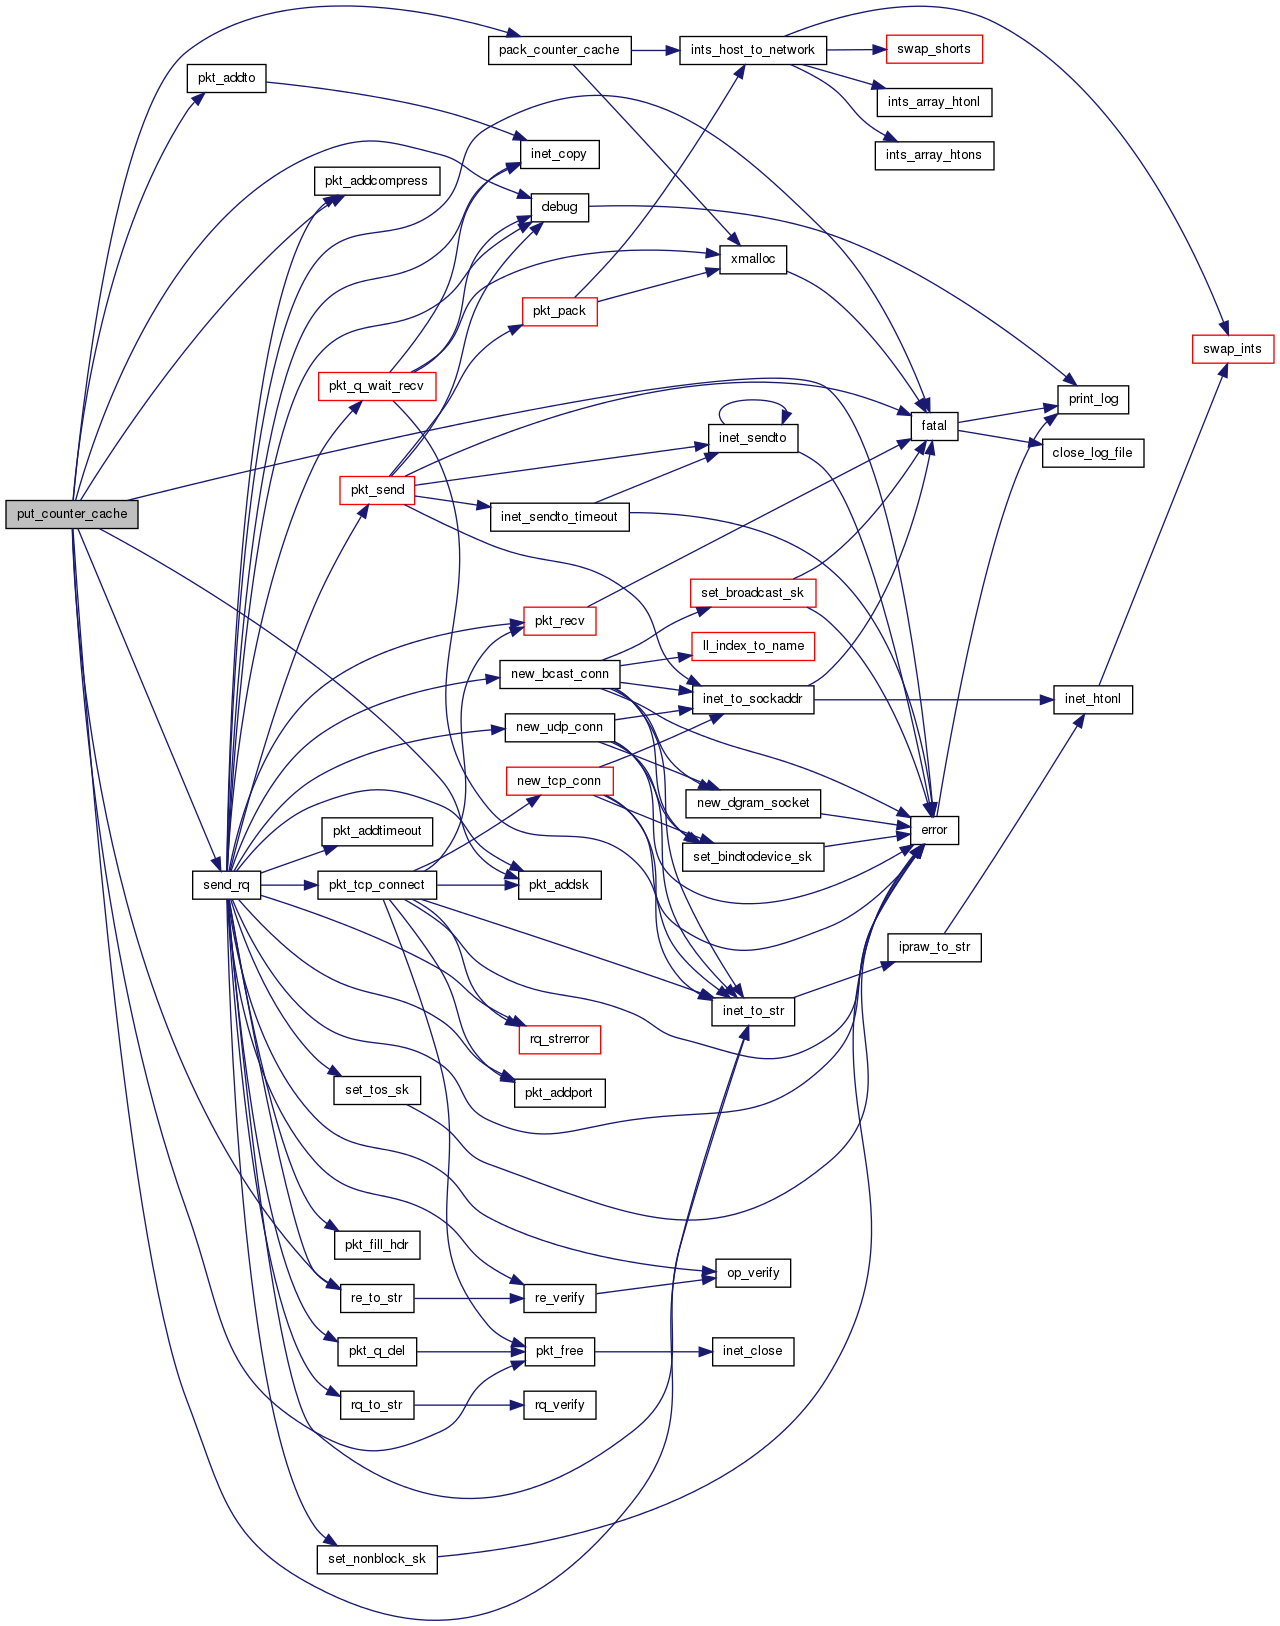 pack_counter_cache
ints_host_to_network
swap_shorts
pkt_addto
ints_array_htonl
inet_copy
ints_array_htons
pkt_addcompress
debug
xmalloc
pkt_pack
swap_ints
pkt_q_wait_recv
print_log
fatal
inet_sendto
close_log_file
pkt_send
put_counter_cache
inet_sendto_timeout
set_broadcast_sk
pkt_recv
ll_index_to_name
new_bcast_conn
inet_to_sockaddr
inet_htonl
new_udp_conn
new_tcp_conn
new_dgram_socket
pkt_addtimeout
error
set_bindtodevice_sk
send_rq
pkt_tcp_connect
pkt_addsk
ipraw_to_str
inet_to_str
rq_strerror
set_tos_sk
pkt_addport
pkt_fill_hdr
op_verify
re_to_str
re_verify
pkt_q_del
pkt_free
inet_close
rq_to_str
rq_verify
set_nonblock_sk